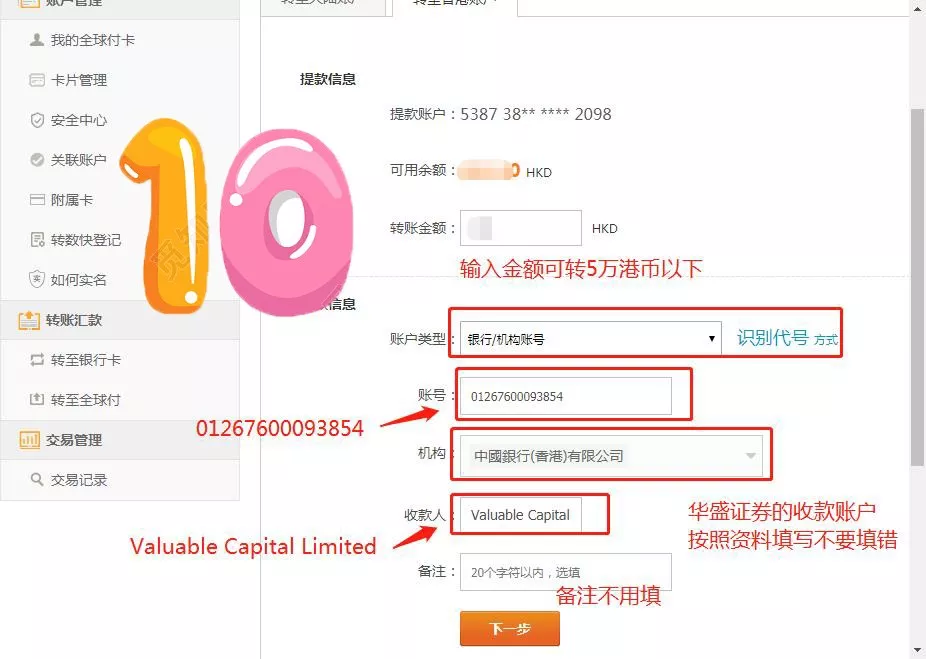 账户管理
我的全球付卡
卡片管理
安全中心
关联账户
附属卡
转数快登记
如何实名
转账汇款
转至银行卡
转至全球付
交易管理
交易记录
10
转至香港账户
提款信息
提款账户：5387 38** **** 2098
可用余额： HKD
转账金额： HKD
输入金额可转5万港币以下
款信息
账户类型： 银行/机构账号 识别代号 方式
账号： 01267600093854
01267600093854
机构： 中國銀行(香港)有限公司
收款人： Valuable Capital
Valuable Capital Limited
华盛证券的收款账户
按照资料填写不要填错
备注： 20个字符以内，选填
备注不用填
下一步